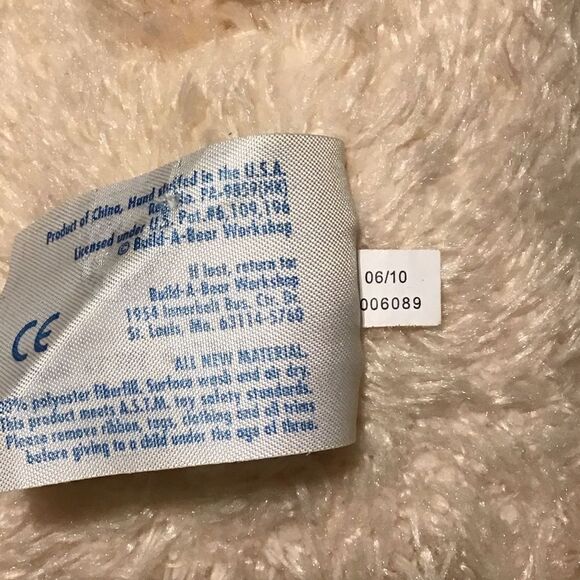 Product of China, Hand stuffed in the U.S.A.
Reg. No. PA-9859(HK)
Licensed under U.S. Pat.#6,109,196
© Build-A-Bear Workshop
If lost, return to:
Build-A-Bear Workshop
1954 Innerbelt Bus. Ctr. Dr.
St. Louis, Mo. 63114-5760
CE
ALL NEW MATERIAL.
polyester fiberfill. Surface wash and air dry.
This product meets A.S.T.M. toy safety standards.
Please remove ribbon, tags, clothing and all trims
before giving to a child under the age of three.
06/10
006089